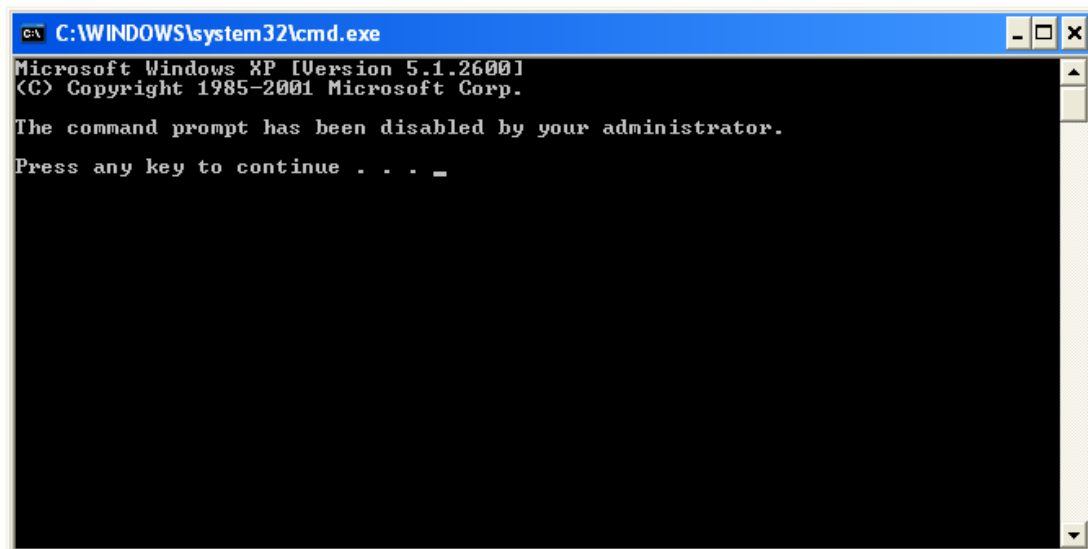 C:\WINDOWS\system32\cmd.exe
Microsoft Windows XP [Version 5.1.2600]
(C) Copyright 1985-2001 Microsoft Corp.
The command prompt has been disabled by your administrator.
Press any key to continue . . . _